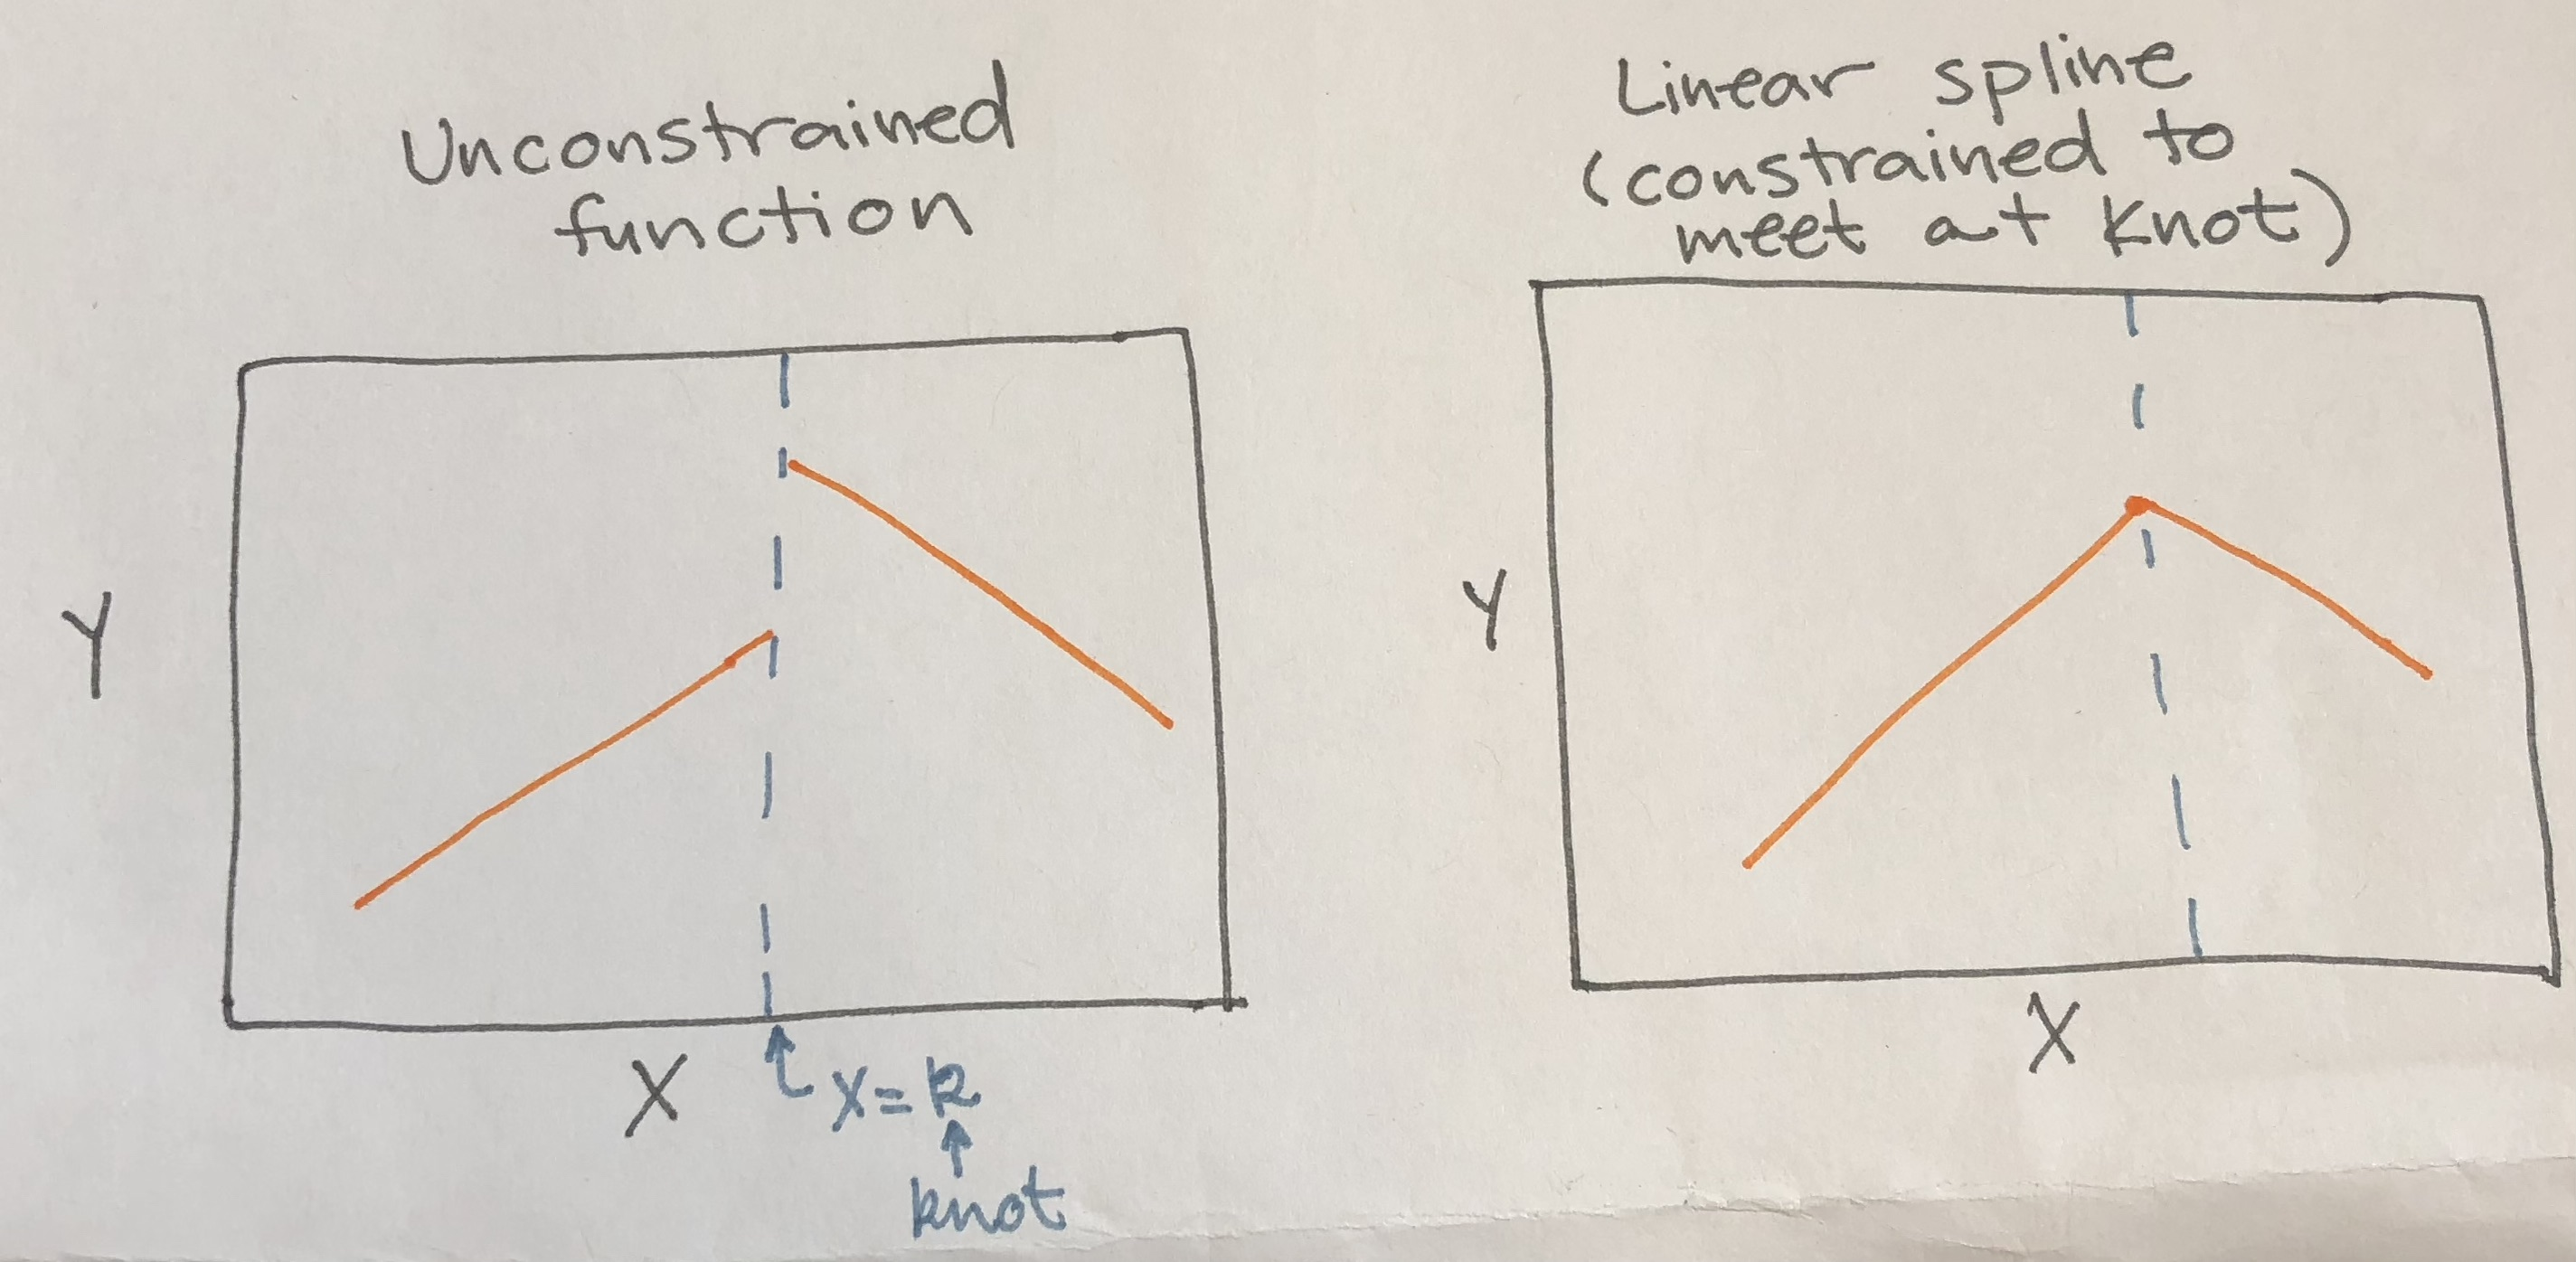 Unconstrained
function
Y
X
X=k
knot
Linear spline
(constrained to
meet at knot)
Y
X